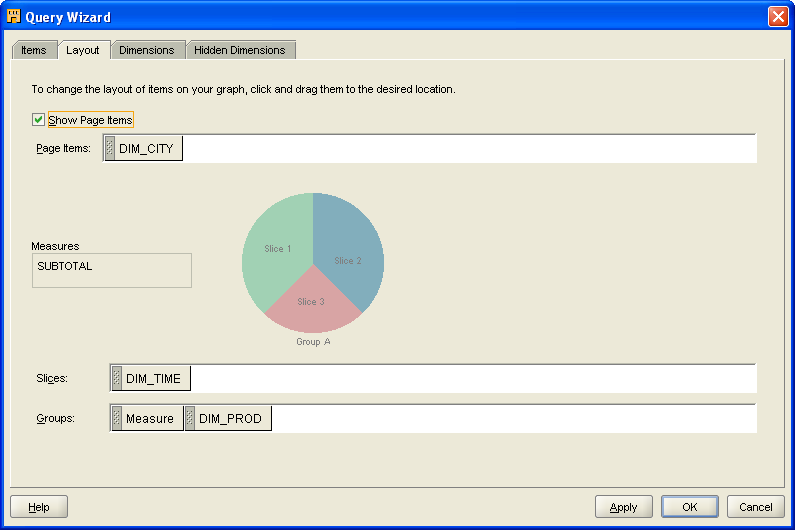 Query Wizard
Items Layout Dimensions Hidden Dimensions
To change the layout of items on your graph, click and drag them to the desired location.
Show Page Items
Page Items: DIM_CITY
Measures
SUBTOTAL
Slice 1
Slice 2
Slice 3
Group A
Slices: DIM_TIME
Groups: Measure DIM_PROD
Help Apply OK Cancel